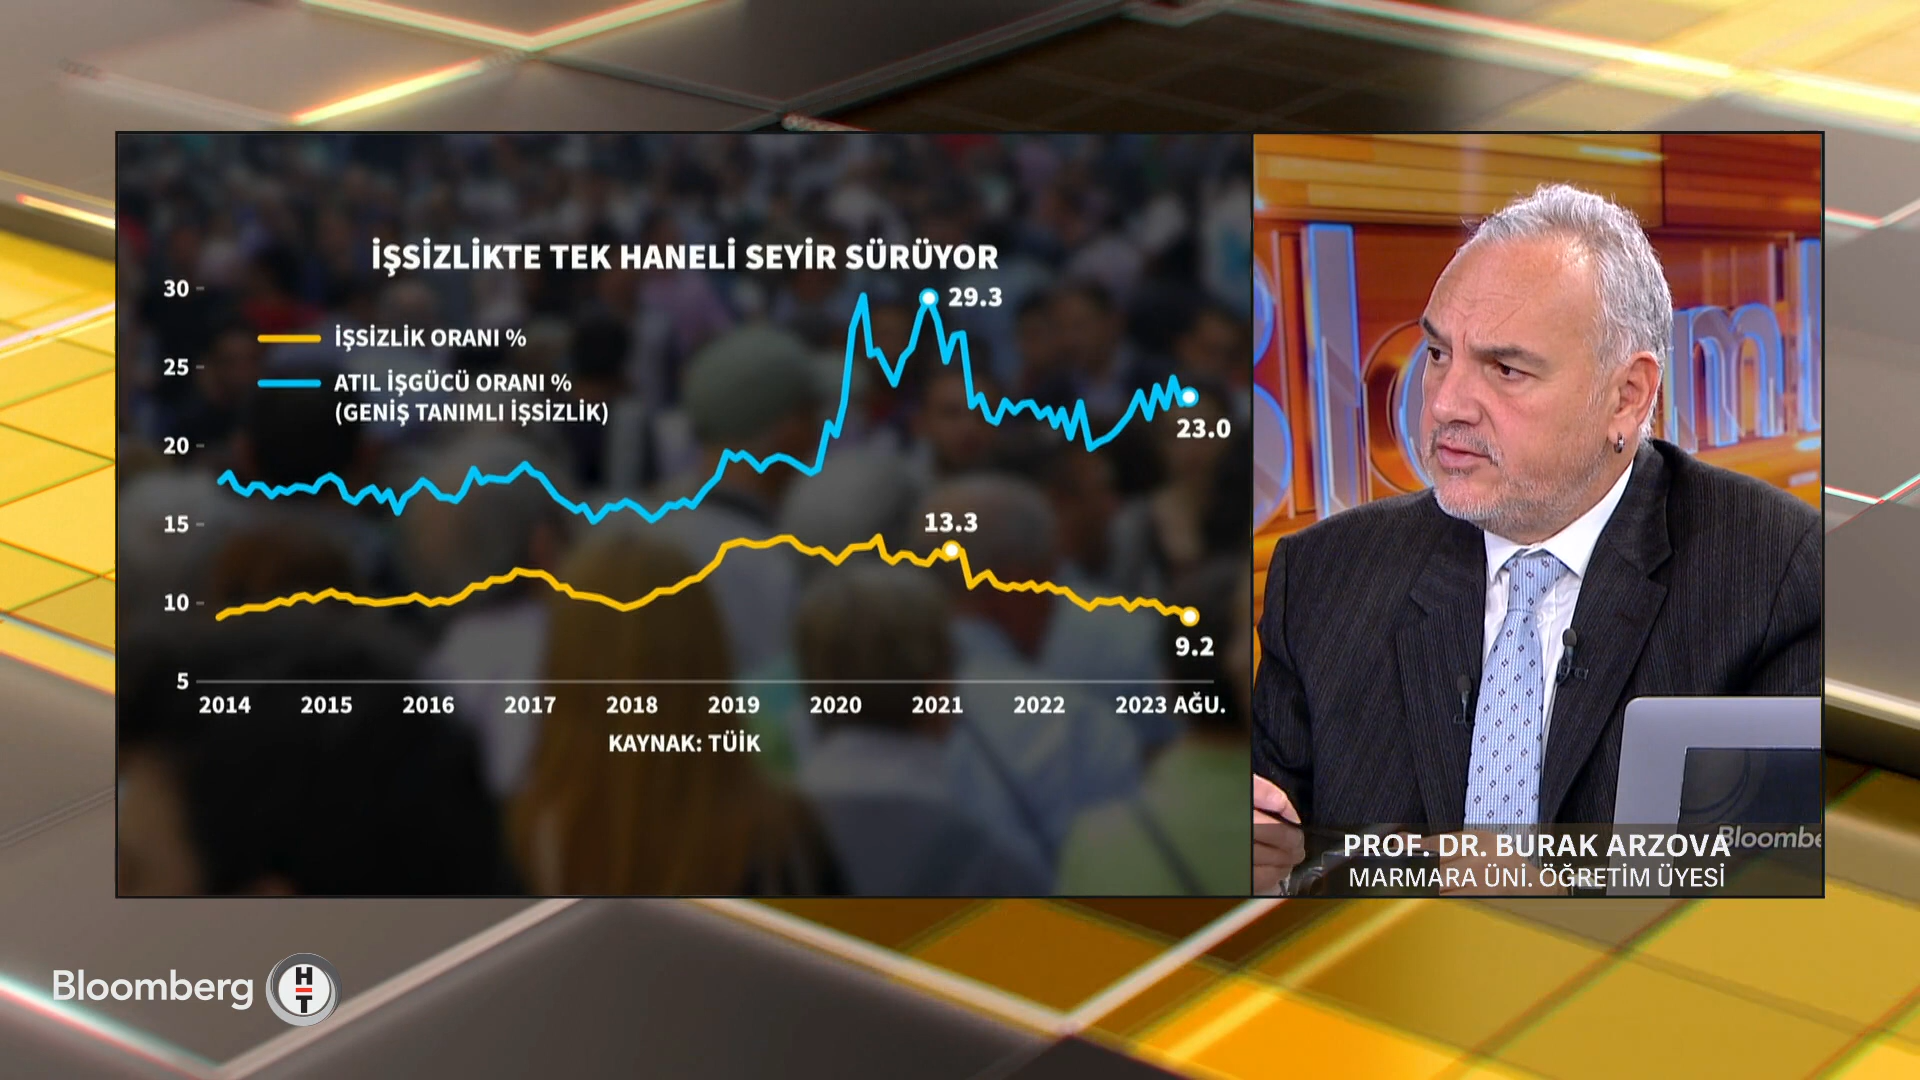 İŞSİZLİKTE TEK HANELİ SEYİR SÜRÜYOR
30
25
20
15
10
5
İŞSİZLİK ORANI %
ATIL İŞGÜCÜ ORANI %
(GENİŞ TANIMLI İŞSİZLİK)
29.3
23.0
13.3
9.2
2014 2015 2016 2017 2018 2019 2020 2021 2022 2023 AĞU.
KAYNAK: TÜİK
Bloombe
PROF. DR. BURAK ARZOVA
MARMARA ÜNİ. ÖĞRETİM ÜYESİ
Bloomberg HT